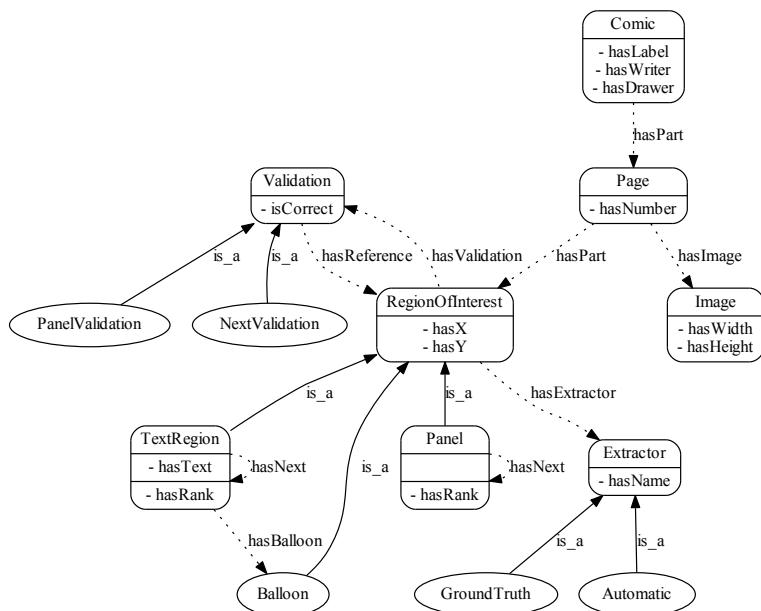 Comic
- hasLabel
- hasWriter
- hasDrawer
hasPart
Validation
- isCorrect
Page
- hasNumber
is_a
is_a
hasReference
hasValidation
hasPart
hasImage
PanelValidation
NextValidation
RegionOfInterest
- hasX
- hasY
Image
- hasWidth
- hasHeight
is_a
is_a
hasExtractor
TextRegion
- hasText
- hasRank
hasNext
is_a
Panel
- hasRank
hasNext
Extractor
- hasName
hasBalloon
is_a
is_a
Balloon
GroundTruth
Automatic